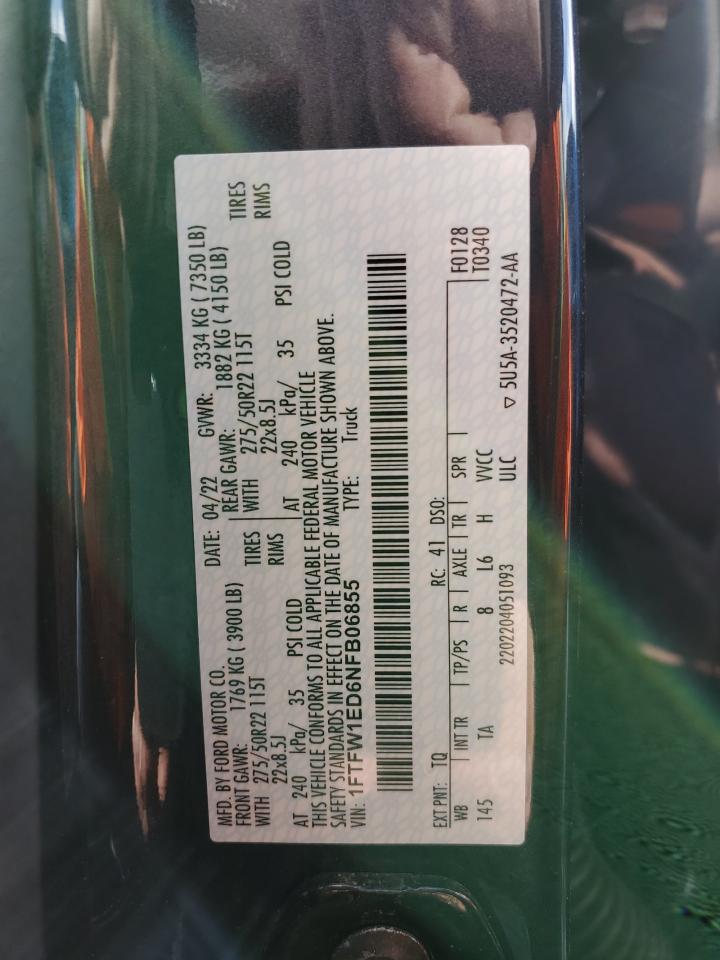 MFD. BY FORD MOTOR CO.
DATE: 04/22 GVWR: 3334 KG ( 7350 LB)
FRONT GAWR: 1769 KG ( 3900 LB)
REAR GAWR: 1882 KG ( 4150 LB)
WITH 275/50R22 115T TIRES
WITH 275/50R22 115T TIRES
22x8.5J RIMS
22x8.5J RIMS
AT 240 kPa/ 35 PSI COLD
AT 240 kPa/ 35 PSI COLD
THIS VEHICLE CONFORMS TO ALL APPLICABLE FEDERAL MOTOR VEHICLE
SAFETY STANDARDS IN EFFECT ON THE DATE OF MANUFACTURE SHOWN ABOVE.
VIN: 1FTFW1ED6NFB06855 TYPE: Truck
EXT PNT: TQ RC: 41 DSO: F0128
WB INT TR TP/PS R AXLE TR SPR T0340
145 TA 8 L6 H VVCC
2202204051093 ULC ▽ 5U5A-3520472-AA